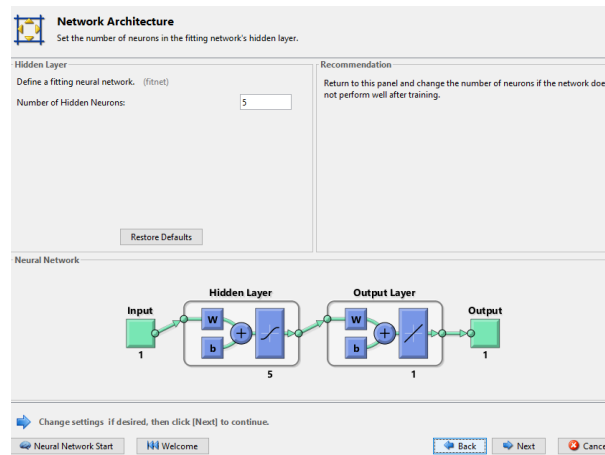 Network Architecture
Set the number of neurons in the fitting network's hidden layer.
Hidden Layer
Define a fitting neural network. (fitnet)
Number of Hidden Neurons:
5
Restore Defaults
Recommendation
Return to this panel and change the number of neurons if the network doe
not perform well after training.
Neural Network
Hidden Layer
Output Layer
Input
Output
W
b
+
W
b
+
1
5
1
1
Change settings if desired, then click [Next] to continue.
Neural Network Start
Welcome
Back
Next
Cance